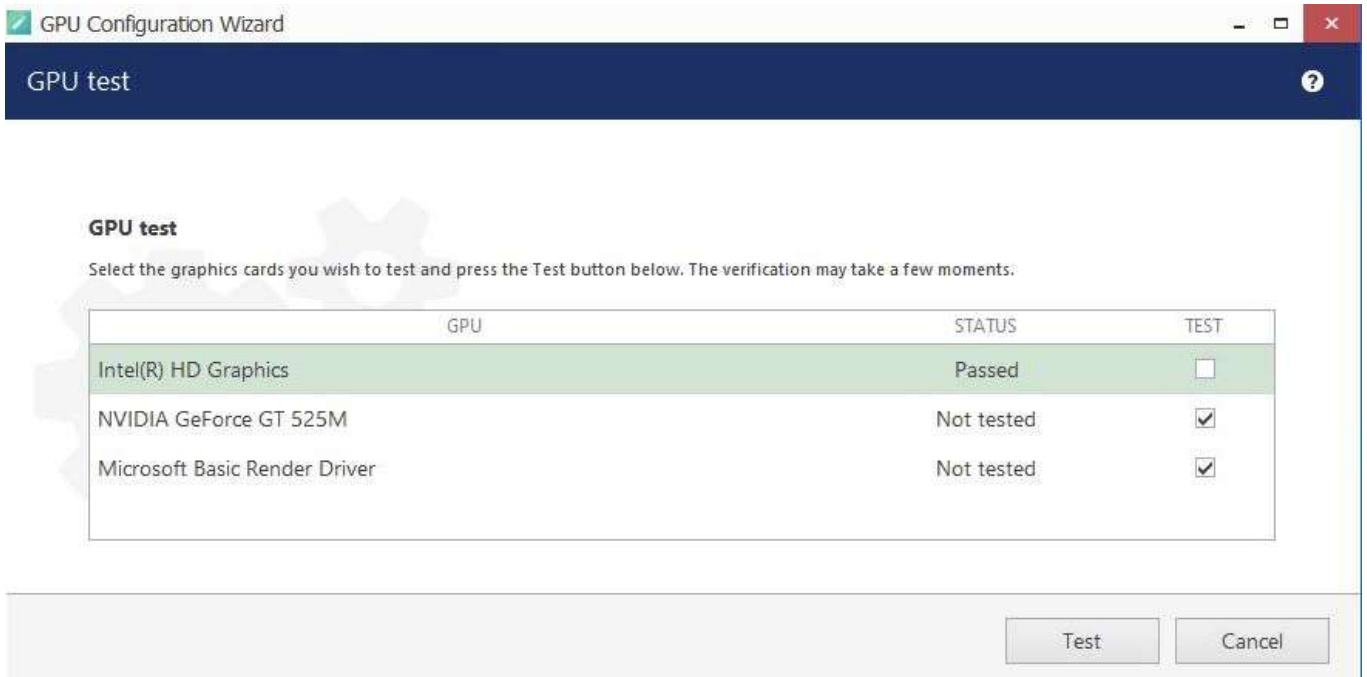 GPU Configuration Wizard
GPU test
GPU test
Select the graphics cards you wish to test and press the Test button below. The verification may take a few moments.
GPU STATUS TEST
Intel(R) HD Graphics Passed
NVIDIA GeForce GT 525M Not tested
Microsoft Basic Render Driver Not tested
Test Cancel